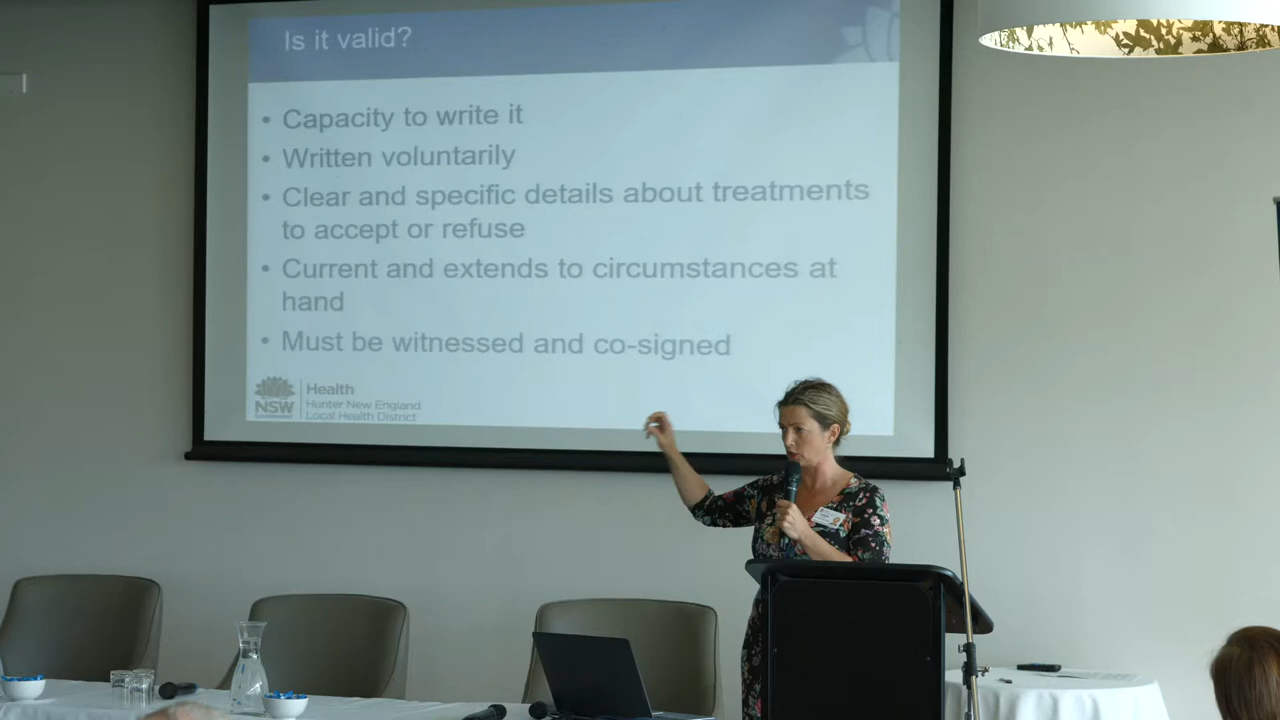 Is it valid?
• Capacity to write it
• Written voluntarily
• Clear and specific details about treatments
to accept or refuse
• Current and extends to circumstances at
hand
• Must be witnessed and co-signed
NSW
Health
Hunter New England
Local Health District